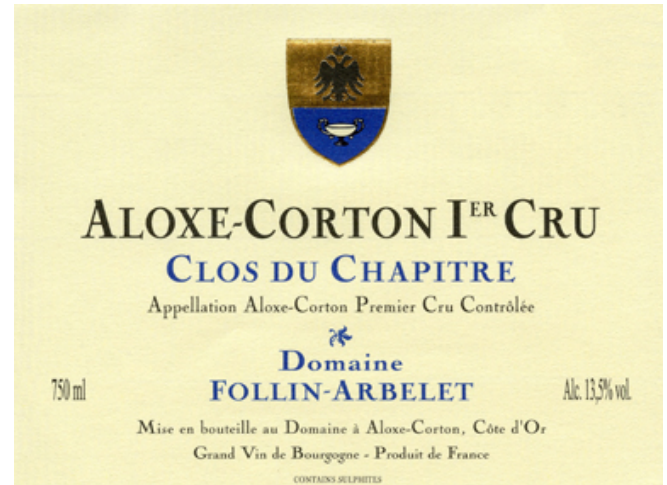 ALOXE-CORTON IER CRU
CLOS DU CHAPITRE
Appellation Aloxe-Corton Premier Cru Contrôlée
Domaine
FOLLIN-ARBELET
750 ml
Alc. 13,5% vol.
Mise en bouteille au Domaine à Aloxe-Corton, Côte d'Or
Grand Vin de Bourgogne - Produit de France
CONTAINS SULPHITES